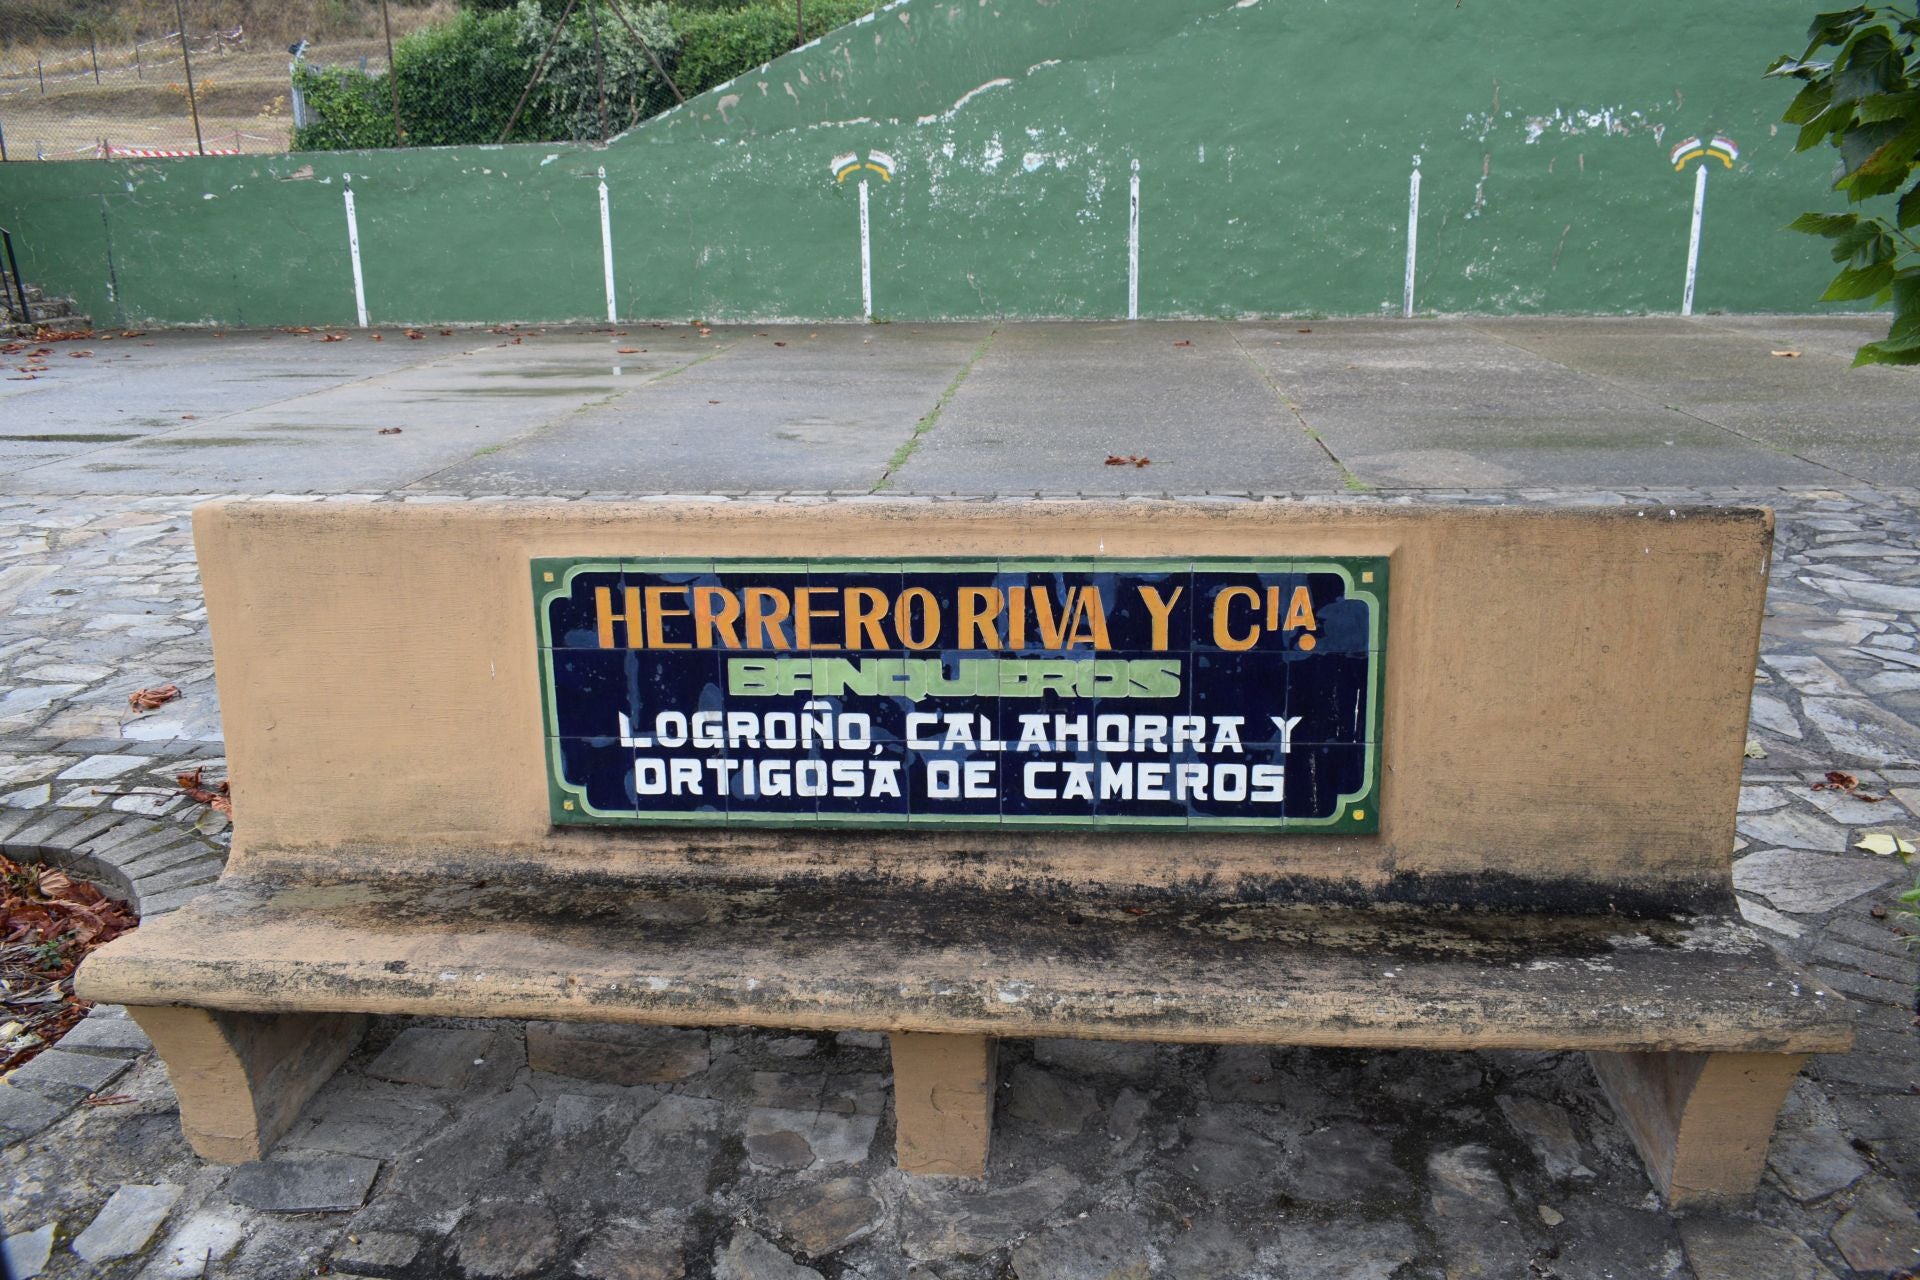 HERRERO RIVA Y CIA.
BANQUEROS
LOGROÑO, CALAHORRA Y
ORTIGOSA DE CAMEROS